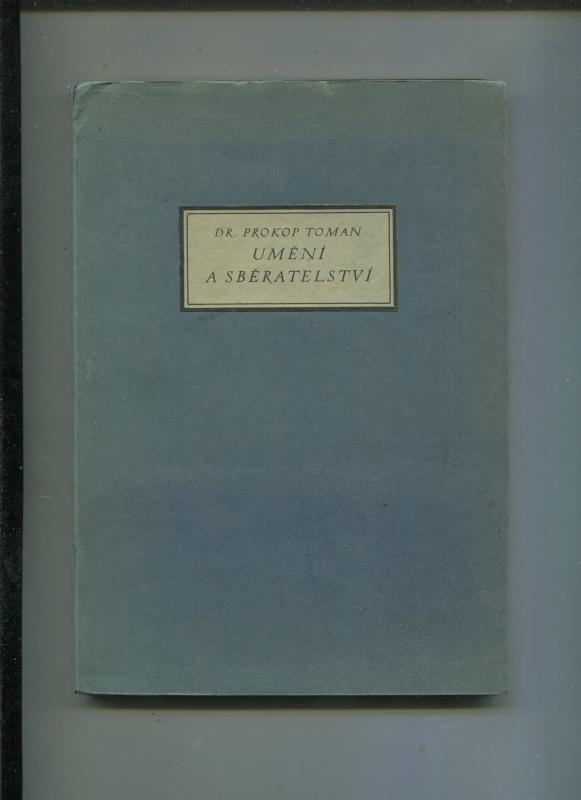 DR. PROKOP TOMAN
UMĚNÍ
A SBĚRATELSTVÍ